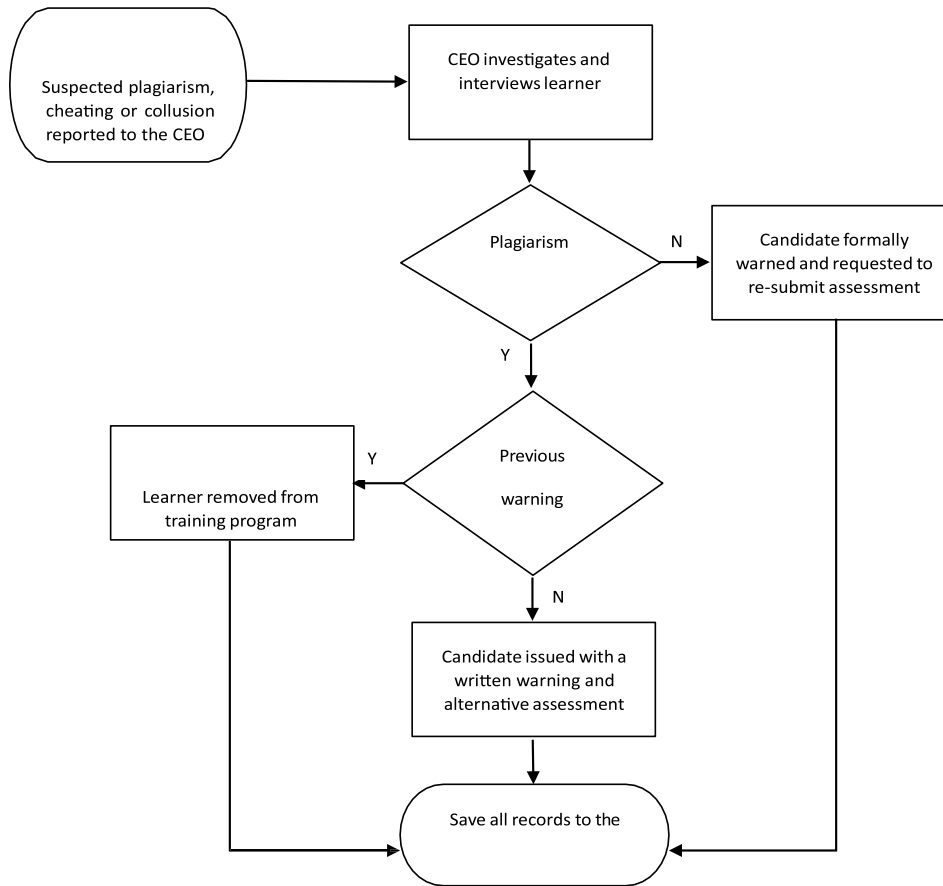 Suspected plagiarism,
cheating or collusion
reported to the CEO
CEO investigates and
interviews learner
Plagiarism
N
Candidate formally
warned and requested to
re-submit assessment
Y
Previous
warning
Y
Learner removed from
training program
N
Candidate issued with a
written warning and
alternative assessment
Save all records to the